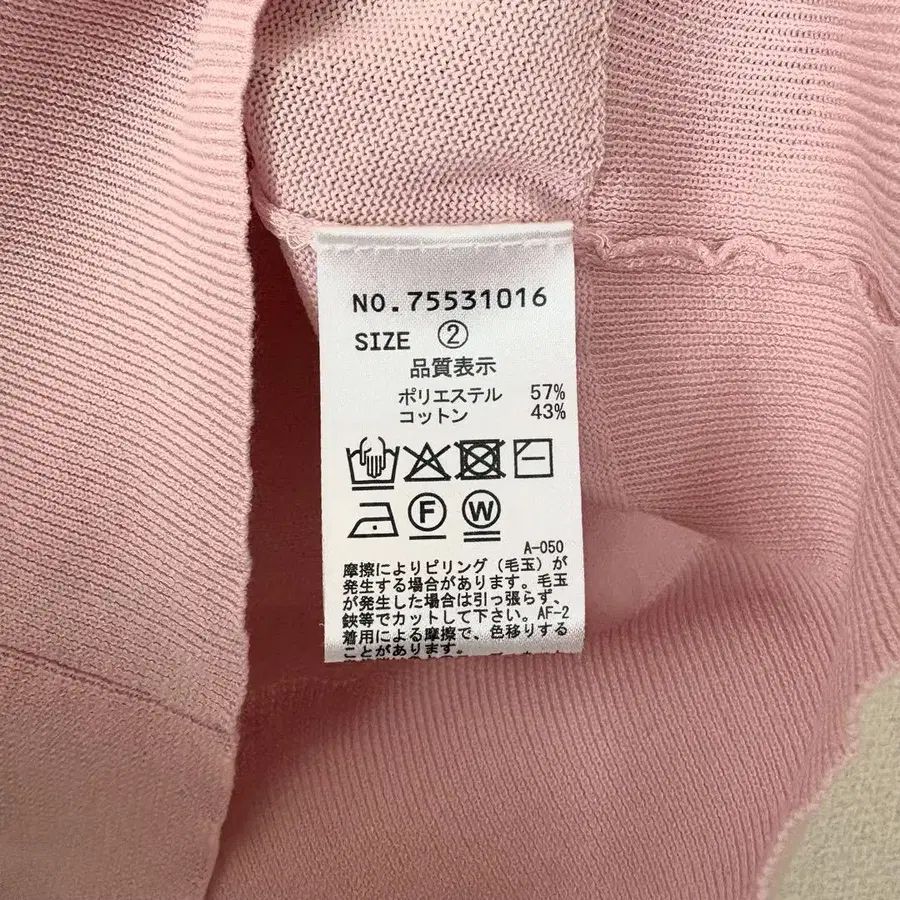 NO.75531016
SIZE ②
品質表示
ポリエステル 57%
コットン 43%
F W
A-050
摩擦によりピリング（毛玉）が
発生する場合があります。毛玉
が発生した場合は引っ張らず、
鋏等でカットして下さい。AF-2
着用による摩擦で、色移りする
ことがあります。